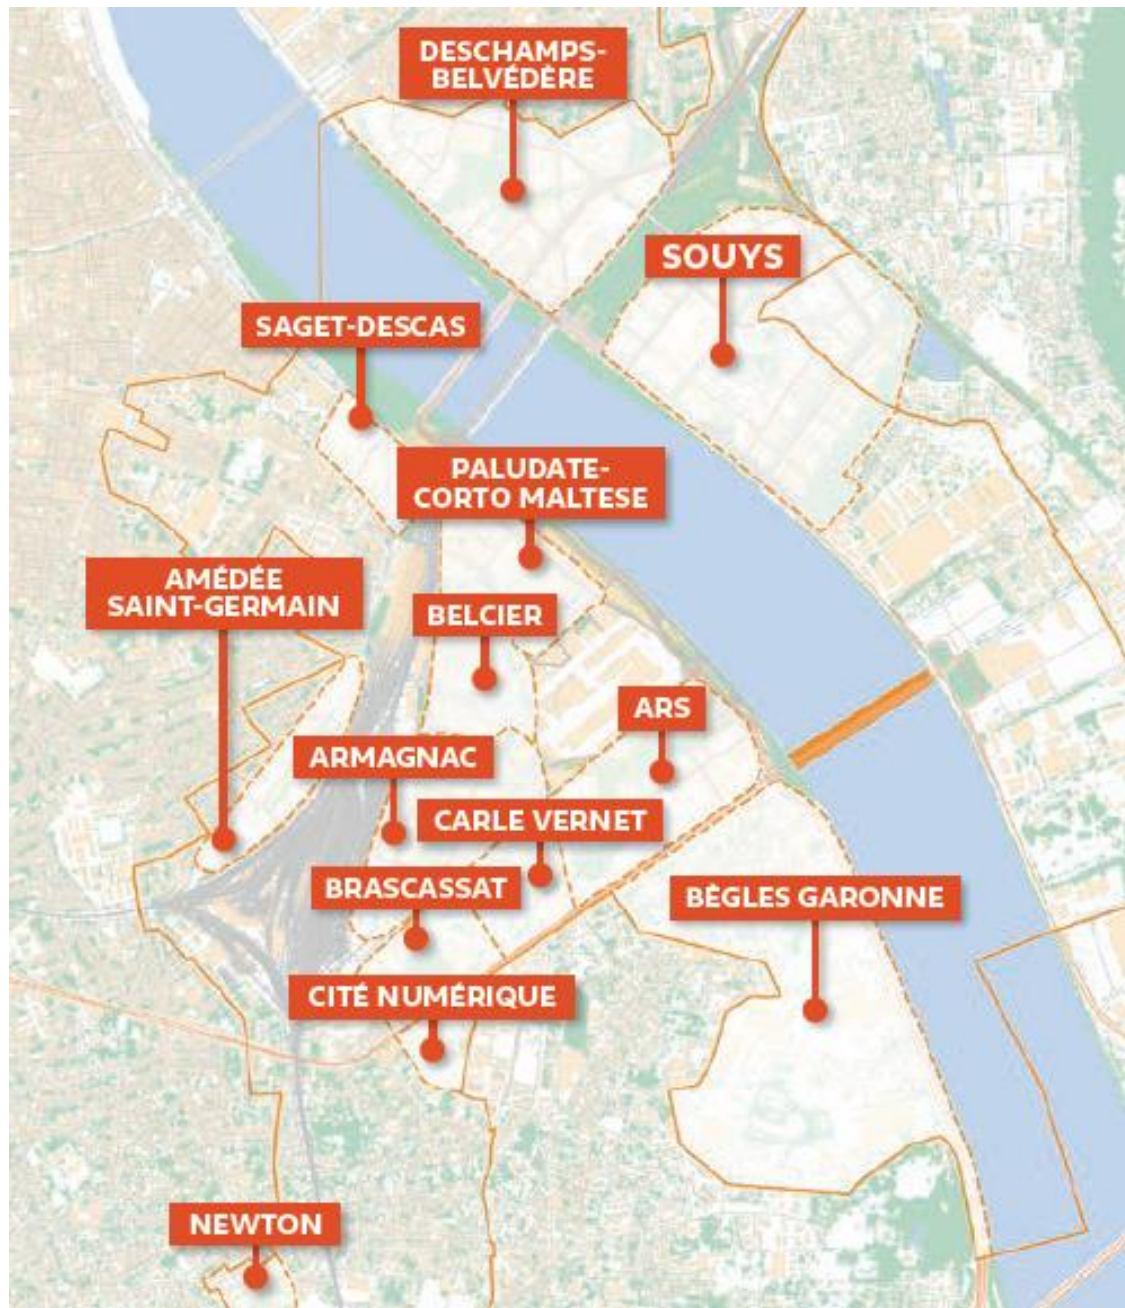 DESCHAMPS-
BELVÉDÈRE
SOUYS
SAGET-DESCAS
PALUDATE-
CORTO MALTESE
AMÉDÉE
SAINT-GERMAIN
BELCIER
ARS
ARMAGNAC
CARLE VERNET
BRASCASSAT
BÈGLES GARONNE
CITÉ NUMÉRIQUE
NEWTON